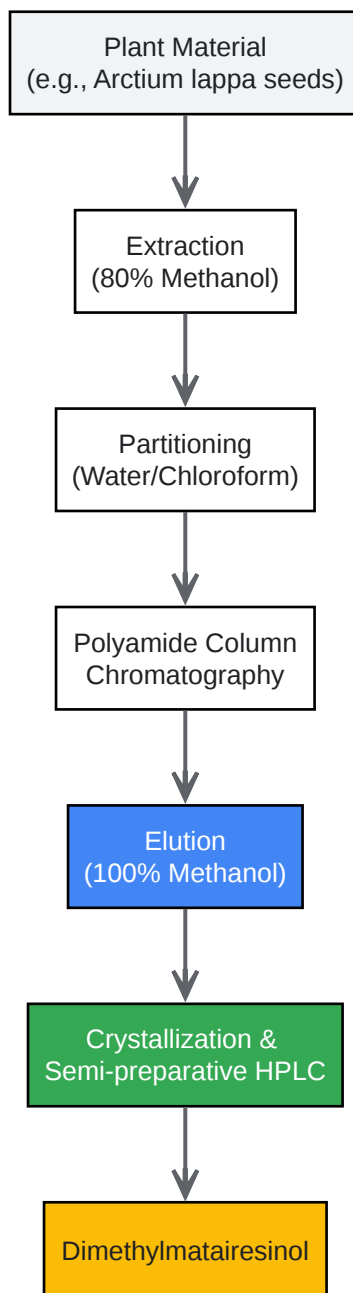 Plant Material
(e.g., Arctium lappa seeds)
Extraction
(80% Methanol)
Partitioning
(Water/Chloroform)
Polyamide Column
Chromatography
Elution
(100% Methanol)
Crystallization &
Semi-preparative HPLC
Dimethylmatairesinol